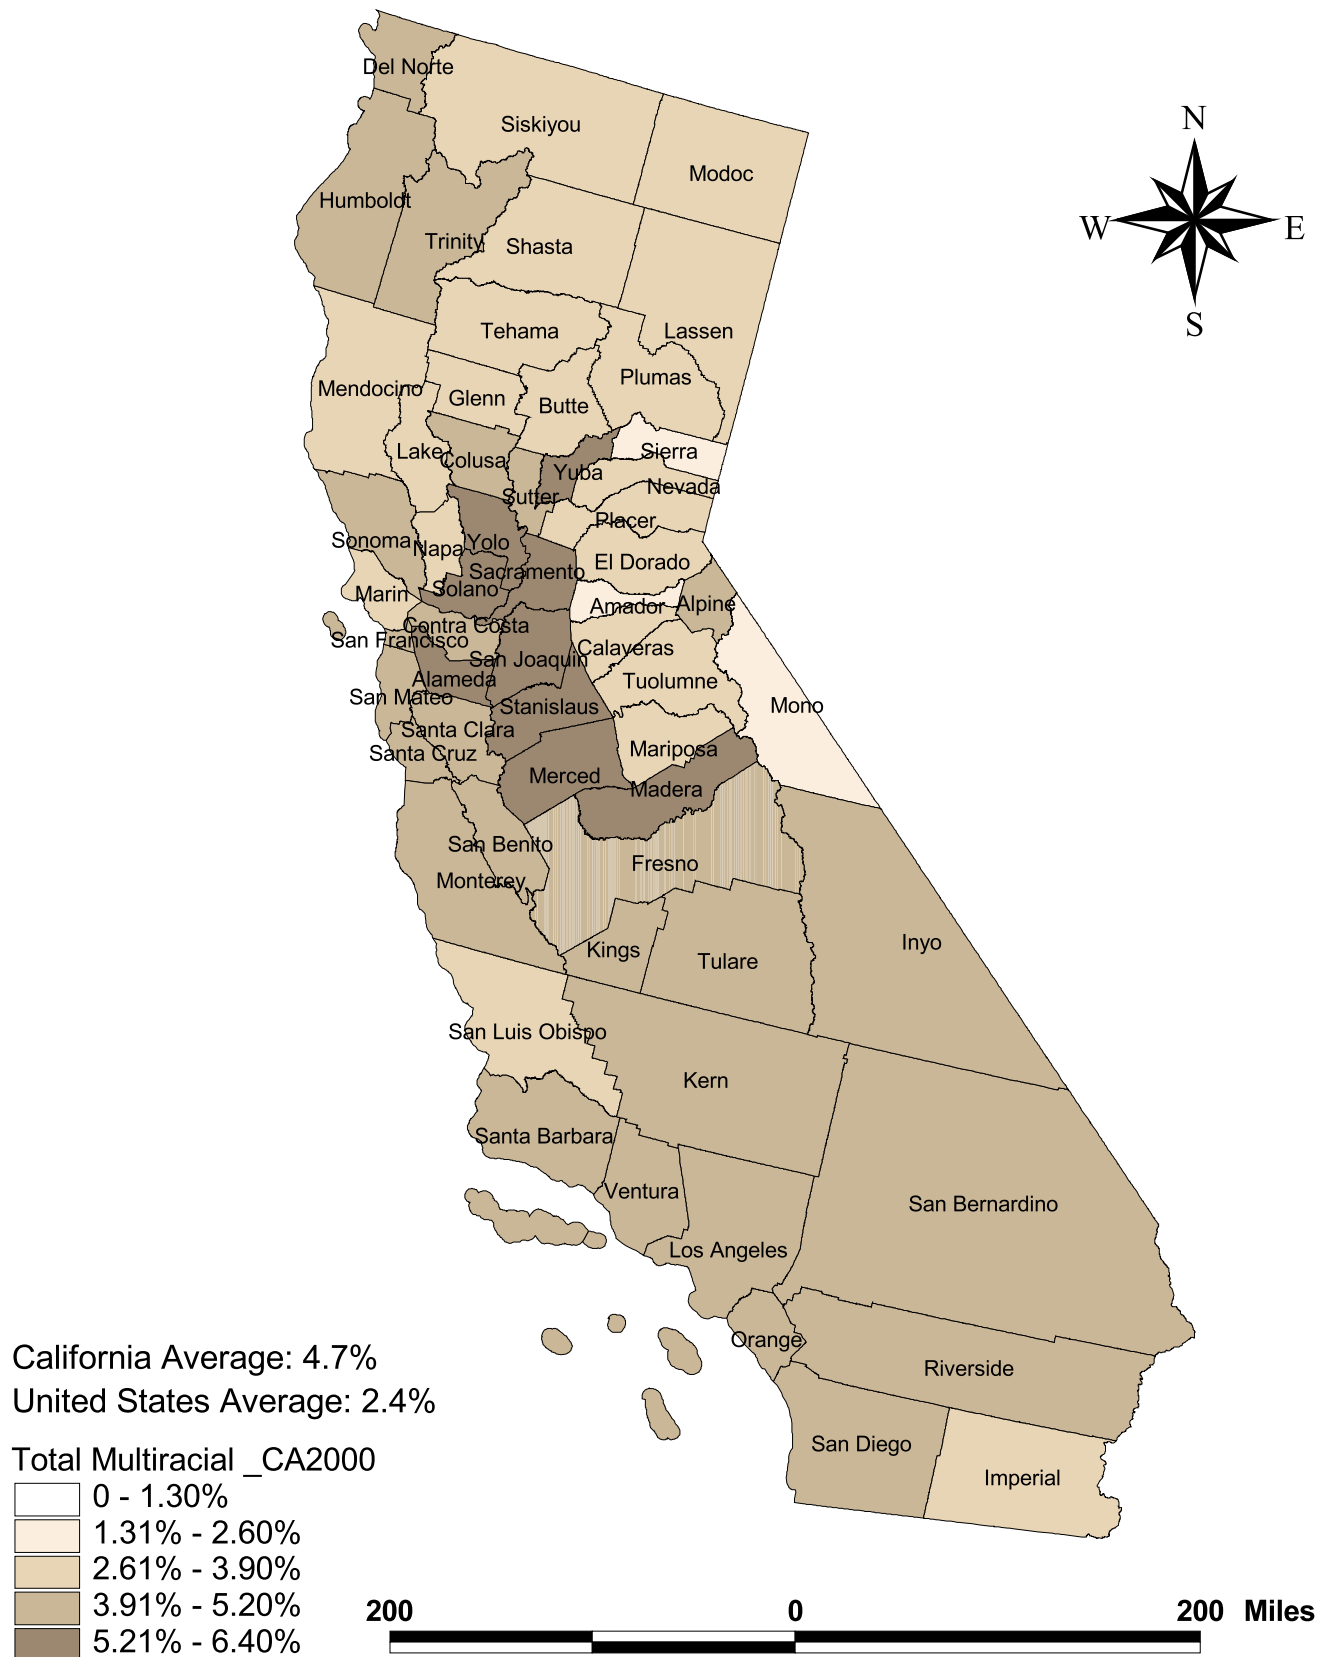 Del Norte
Siskiyou
Modoc
N
W
E
S
Humboldt
Trinity
Shasta
Tehama
Lassen
Plumas
Mendocino
Glenn
Butte
Lake
Colusa
Sierra
Yuba
Nevada
Sutter
Placer
Sonoma
Napa
Yolo
El Dorado
Sacramento
Solano
Marin
Amador
Alpine
Contra Costa
San Francisco
Calaveras
San Joaquin
Alameda
Tuolumne
San Mateo
Stanislaus
Mono
Santa Clara
Santa Cruz
Mariposa
Merced
Madera
San Benito
Fresno
Monterey
Inyo
Kings
Tulare
San Luis Obispo
Kern
Santa Barbara
Ventura
San Bernardino
Los Angeles
Orange
Riverside
San Diego
Imperial
California Average: 4.7%
United States Average: 2.4%
Total Multiracial _CA2000
0 - 1.30%
1.31% - 2.60%
2.61% - 3.90%
3.91% - 5.20%
5.21% - 6.40%
200 0 200 Miles